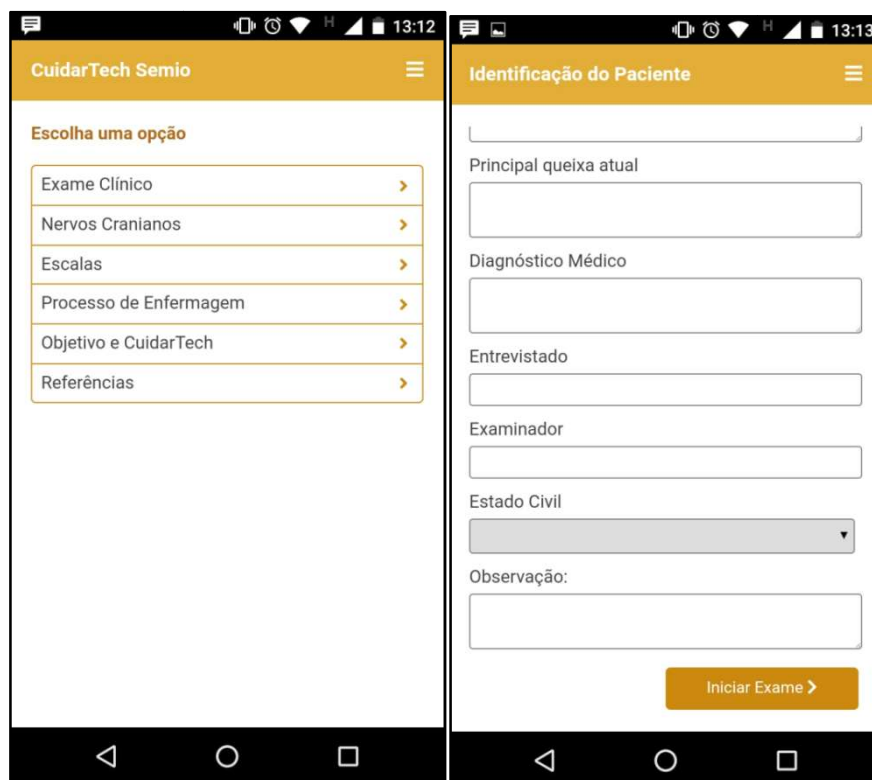 H 13:12
CuidarTech Semio
Escolha uma opção
Exame Clínico
Nervos Cranianos
Escalas
Processo de Enfermagem
Objetivo e CuidarTech
Referências
H 13:13
Identificação do Paciente
Principal queixa atual
Diagnóstico Médico
Entrevistado
Examinador
Estado Civil
Observação:
Iniciar Exame